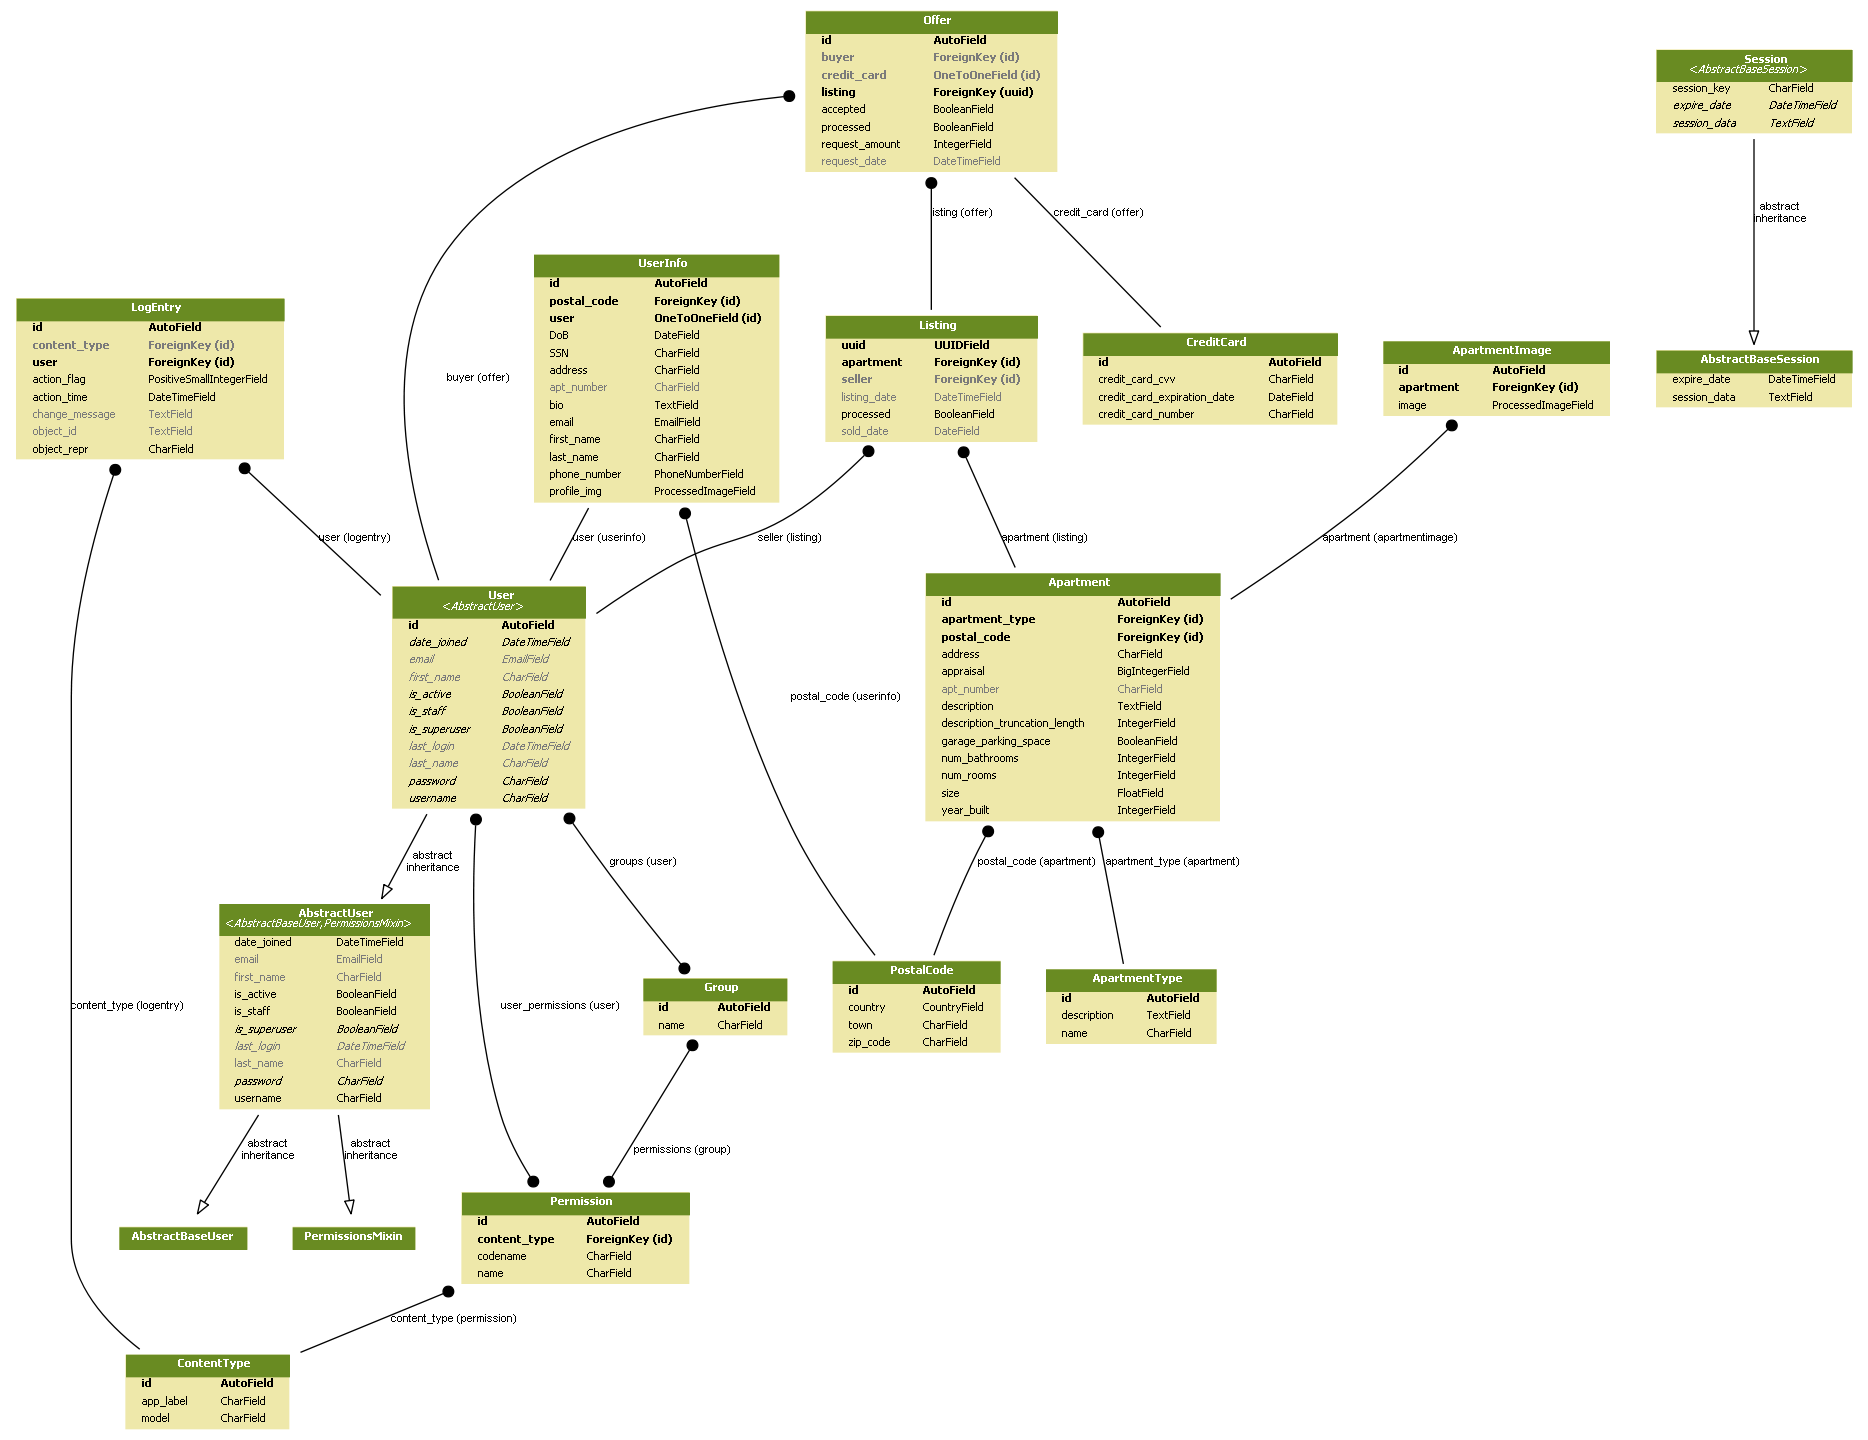 Offer
id AutoField
buyer ForeignKey (id)
credit_card OneToOneField (id)
listing ForeignKey (uuid)
accepted BooleanField
processed BooleanField
request_amount IntegerField
request_date DateTimeField
Session
<AbstractBaseSession>
session_key CharField
expire_date DateTimeField
session_data TextField
listing (offer)
credit_card (offer)
abstract
inheritance
UserInfo
id AutoField
postal_code ForeignKey (id)
user OneToOneField (id)
DoB DateField
SSN CharField
address CharField
apt_number CharField
bio TextField
email EmailField
first_name CharField
last_name CharField
phone_number PhoneNumberField
profile_img ProcessedImageField
LogEntry
id AutoField
content_type ForeignKey (id)
user ForeignKey (id)
action_flag PositiveSmallIntegerField
action_time DateTimeField
change_message TextField
object_id TextField
object_repr CharField
buyer (offer)
Listing
uuid UUIDField
apartment ForeignKey (id)
seller ForeignKey (id)
listing_date DateTimeField
processed BooleanField
sold_date DateField
CreditCard
id AutoField
credit_card_cvv CharField
credit_card_expiration_date DateField
credit_card_number CharField
ApartmentImage
id AutoField
apartment ForeignKey (id)
image ProcessedImageField
AbstractBaseSession
expire_date DateTimeField
session_data TextField
user (logentry)
user (userinfo)
seller (listing)
apartment (listing)
apartment (apartmentimage)
User
<AbstractUser>
id AutoField
date_joined DateTimeField
email EmailField
first_name CharField
is_active BooleanField
is_staff BooleanField
is_superuser BooleanField
last_login DateTimeField
last_name CharField
password CharField
username CharField
postal_code (userinfo)
Apartment
id AutoField
apartment_type ForeignKey (id)
postal_code ForeignKey (id)
address CharField
appraisal BigIntegerField
apt_number CharField
description TextField
description_truncation_length IntegerField
garage_parking_space BooleanField
num_bathrooms IntegerField
num_rooms IntegerField
size FloatField
year_built IntegerField
abstract
inheritance
groups (user)
postal_code (apartment)
apartment_type (apartment)
AbstractUser
<AbstractBaseUser,PermissionsMixin>
date_joined DateTimeField
email EmailField
first_name CharField
is_active BooleanField
is_staff BooleanField
is_superuser BooleanField
last_login DateTimeField
last_name CharField
password CharField
username CharField
content_type (logentry)
user_permissions (user)
Group
id AutoField
name CharField
PostalCode
id AutoField
country CountryField
town CharField
zip_code CharField
ApartmentType
id AutoField
description TextField
name CharField
abstract
inheritance
abstract
inheritance
permissions (group)
AbstractBaseUser
PermissionsMixin
Permission
id AutoField
content_type ForeignKey (id)
codename CharField
name CharField
content_type (permission)
ContentType
id AutoField
app_label CharField
model CharField